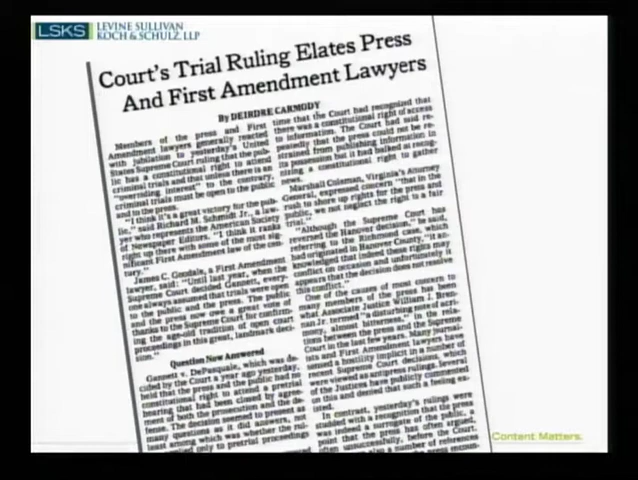 LSKS LEVINE SULLIVAN
KOCH & SCHULZ, LLP
Court's Trial Ruling Elates Press
And First Amendment Lawyers
By DEIRDRE CARMODY
Members of the press and First
Amendment lawyers generally reacted
with jubilation to yesterday's United
States Supreme Court ruling that the pub-
lic has a constitutional right to attend
criminal trials and that unless there is an
"overriding interest" to the contrary,
criminal trials must be open to the public
and to the press.
"I think it's a great victory for the pub-
lic," said Richard M. Schmidt Jr., a law-
yer who represents the American Society
of Newspaper Editors. "I think it ranks
right up there with some of the most sig-
nificant First Amendment law of the cen-
tury."
James C. Goodale, a First Amendment
lawyer, said: "Until last year, when the
Supreme Court decided Gannett, every-
one always assumed that trials were open
to the public and the press. The public
and the press now owe a great vote of
thanks to the Supreme Court for confirm-
ing the age-old tradition of open court
proceedings in this great, landmark deci-
sion."
Question Now Answered
Gannett v. DePasquale, which was de-
cided by the Court a year ago yesterday,
held that the press and the public had no
constitutional right to attend a pretrial
hearing that had been closed by agree-
ment of both the prosecution and the de-
fense. The decision seemed to present as
many questions as it did answers, not
least among which was whether the rul-
applied only to pretrial proceedings
time that the Court had recognized that
there was a constitutional right of access
to information. The Court had said re-
peatedly that the press could not be re-
strained from publishing information in
its possession but it had balked at recog-
nizing a constitutional right to gather
news.
Marshall Coleman, Virginia's Attorney
General, expressed concern "that in the
rush to shore up rights for the press and
public, we not neglect the right to a fair
trial."
"Although the Supreme Court has
reversed the Hanover decision," he said,
referring to the Richmond case, which
had originated in Hanover County, "it ac-
knowledged that indeed these rights may
conflict on occasion and unfortunately it
appears that the decision does not resolve
this conflict."
One of the causes of most concern to
many members of the press has been
what Associate Justice William J. Bren-
nan Jr. termed "a disturbing note of acri-
mony, almost bitterness," in the rela-
tions between the press and the Supreme
Court in the last few years. Many journal-
ists and First Amendment lawyers have
sensed a hostility implicit in a number of
recent Supreme Court decisions, which
were viewed as antipress rulings. Several
of the Justices have publicly commented
on this and denied that such a feeling ex-
isted.
In contrast, yesterday's rulings were
studded with a recognition that the press
was indeed a surrogate of the public, a
point that the press has often argued,
often unsuccessfully, before the Court.
also a number of references
Content Matters.